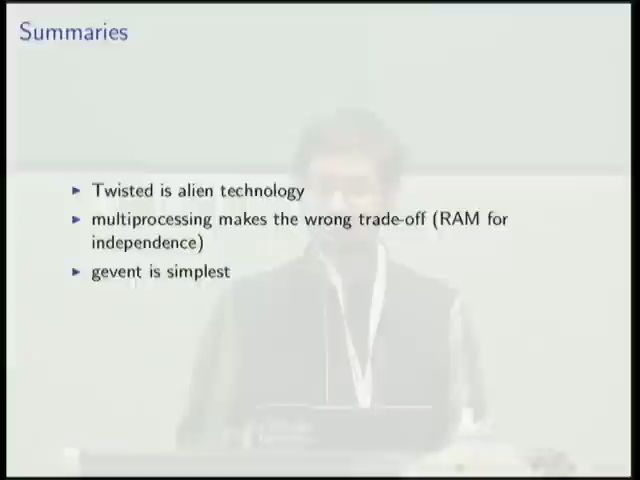 Summaries
Twisted is alien technology
multiprocessing makes the wrong trade-off (RAM for
independence)
gevent is simplest